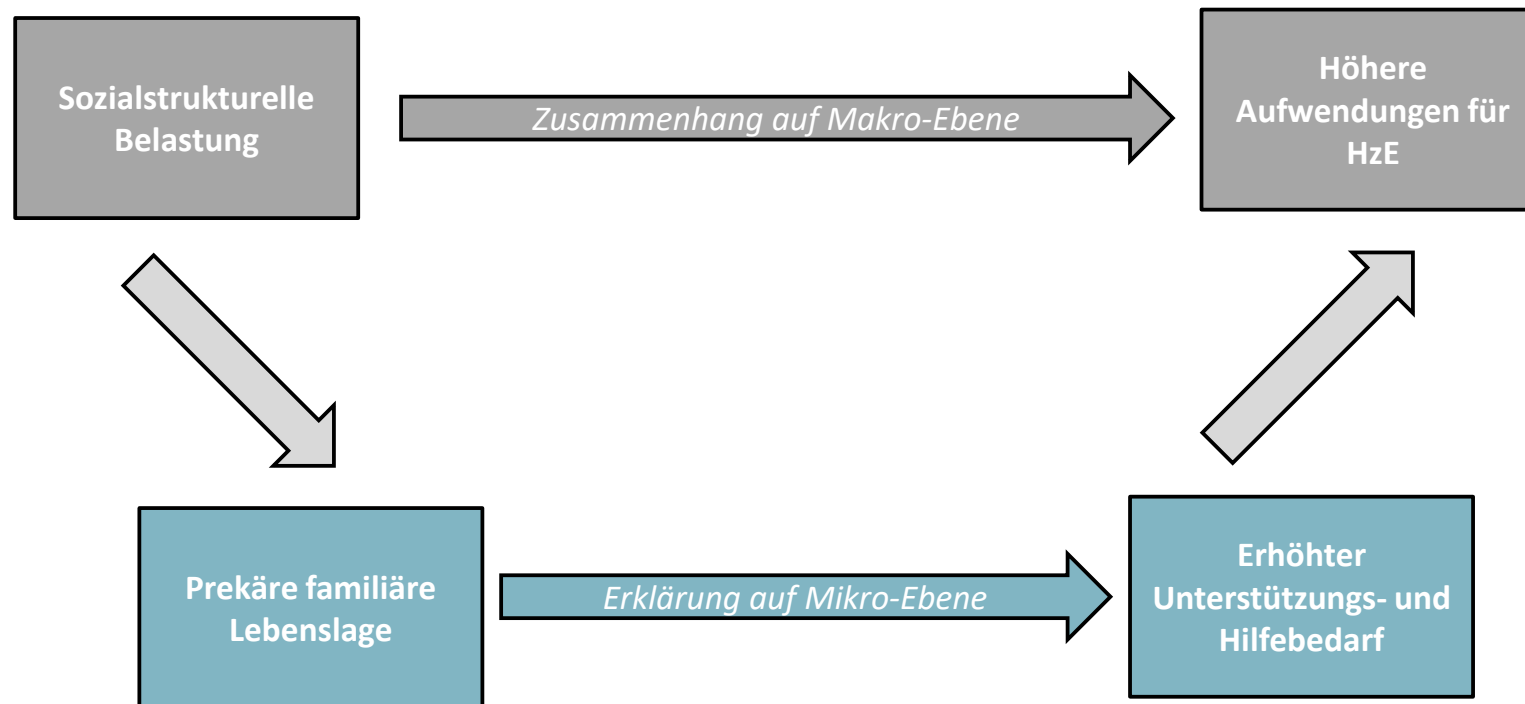 Sozialstrukturelle
Belastung
Zusammenhang auf Makro-Ebene
Höhere
Aufwendungen für
HzE
Prekäre familiäre
Lebenslage
Erklärung auf Mikro-Ebene
Erhöhter
Unterstützungs- und
Hilfebedarf